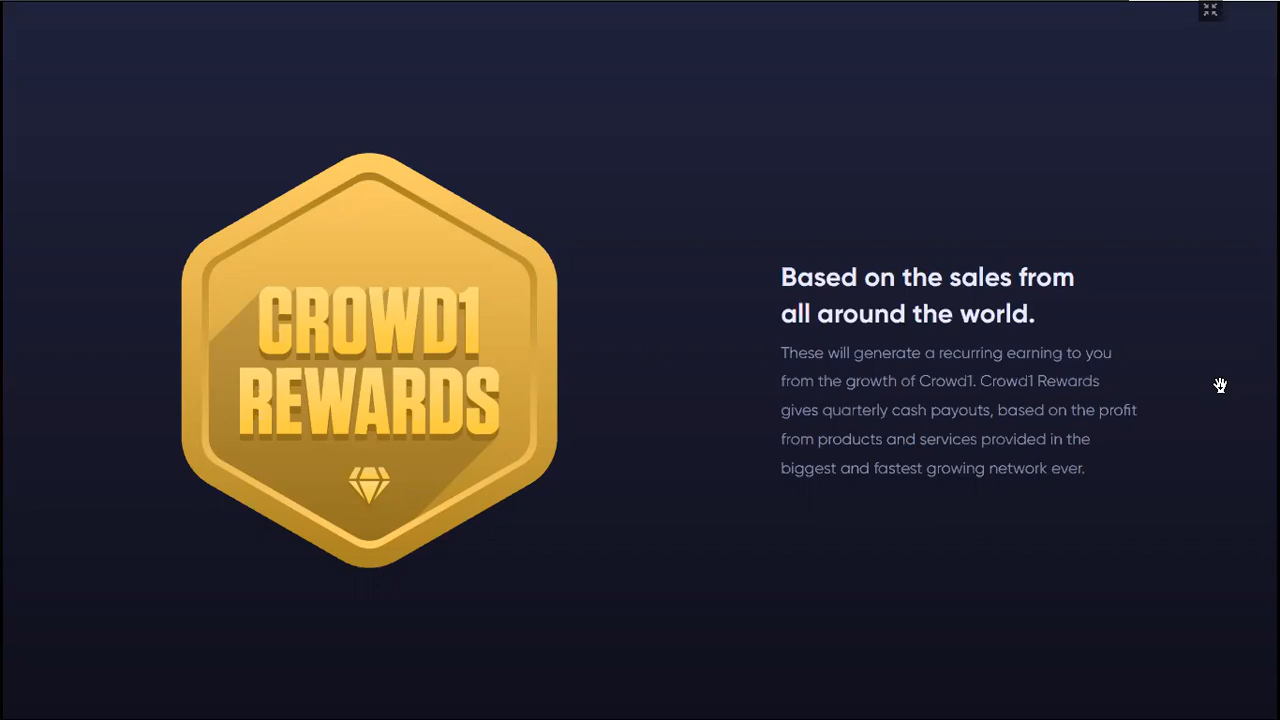 CROWD1
REWARDS
Based on the sales from
all around the world.
These will generate a recurring earning to you
from the growth of Crowd1. Crowd1 Rewards
gives quarterly cash payouts, based on the profit
from products and services provided in the
biggest and fastest growing network ever.